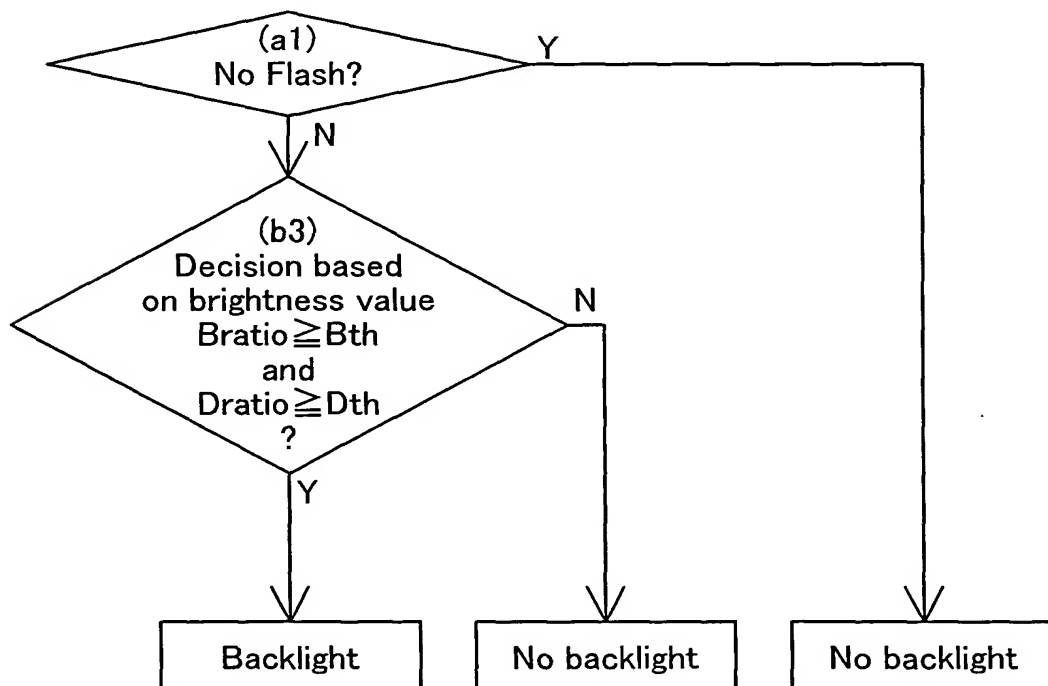 (a1)
No Flash?
Y
N
(b3)
Decision based
on brightness value
Bratio≧Bth
and
Dratio≧Dth
?
N
Y
Backlight
No backlight
No backlight